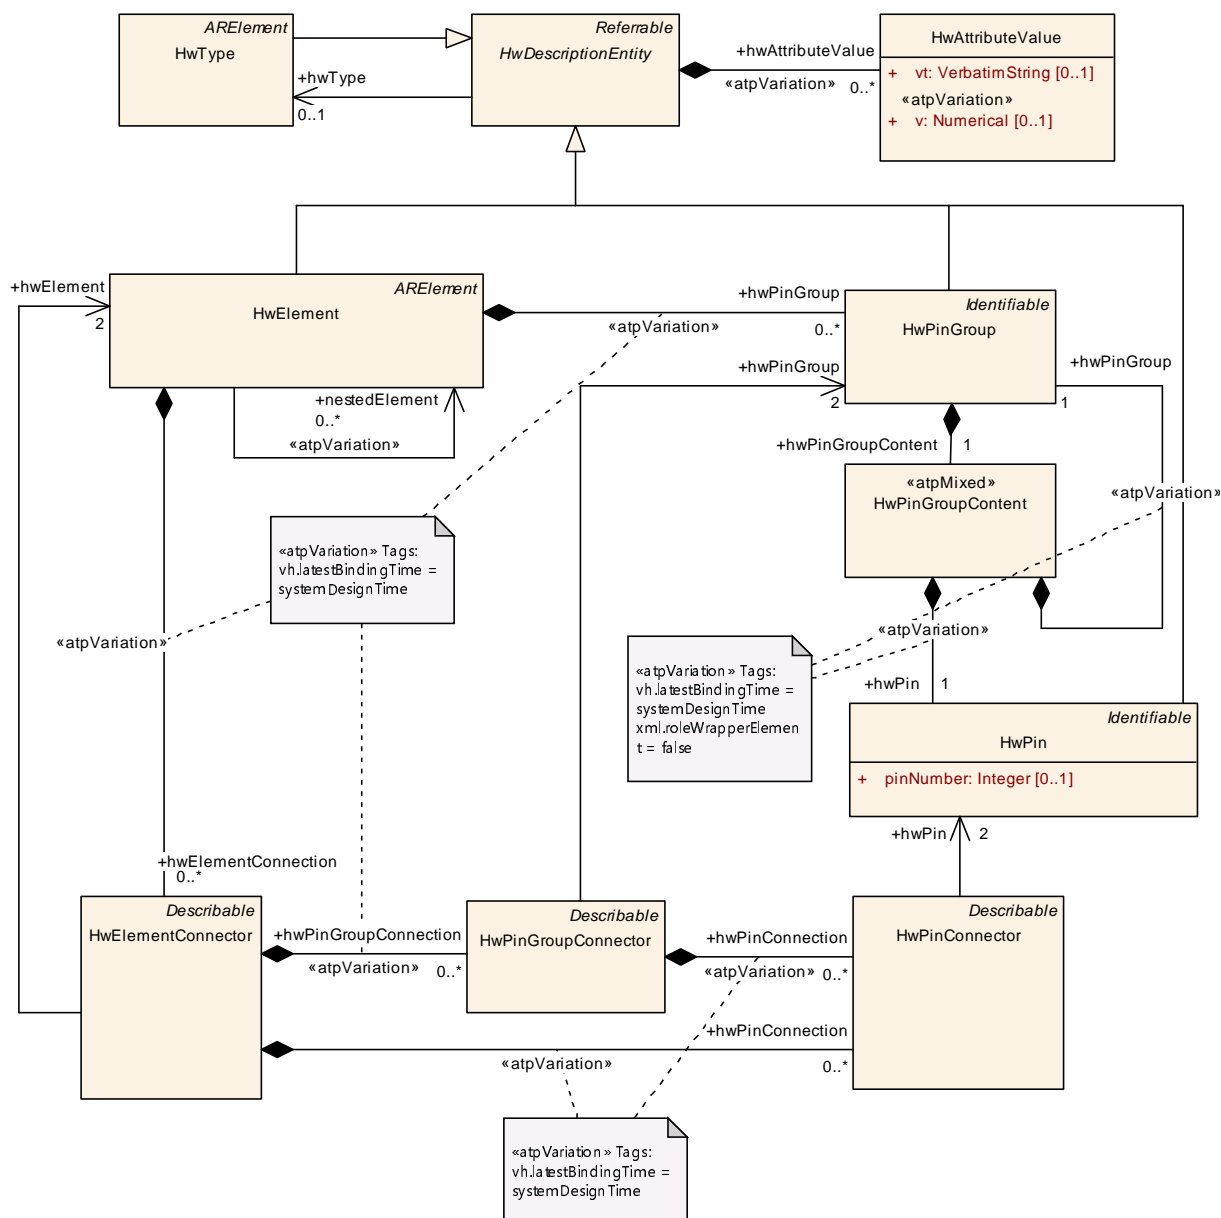 ARElement
HwType
Referrable
HwDescriptionEntity
HwAttributeValue
+ vt: VerbatimString [0..1]
«atpVariation»
+ v: Numerical [0..1]
+hwAttributeValue
«atpVariation» 0..*
+hwType
0..1
+hwElement
2
ARElement
HwElement
+hwPinGroup
«atpVariation» 0..*
Identifiable
HwPinGroup
+hwPinGroup
2
+hwPinGroup
1
+nestedElement
0..*
«atpVariation»
+hwPinGroupContent 1
«atpMixed»
HwPinGroupContent
«atpVariation»
«atpVariation» Tags:
vh.latestBindingTime =
systemDesignTime
«atpVariation»
«atpVariation»
«atpVariation» Tags:
vh.latestBindingTime =
systemDesignTime
xml.roleWrapperElemen
t = false
+hwPin 1
Identifiable
HwPin
+ pinNumber: Integer [0..1]
+hwPin 2
+hwElementConnection
0..*
Describable
HwElementConnector
+hwPinGroupConnection
«atpVariation» 0..*
Describable
HwPinGroupConnector
+hwPinConnection
«atpVariation» 0..*
Describable
HwPinConnector
+hwPinConnection
«atpVariation» 0..*
«atpVariation» Tags:
vh.latestBindingTime =
systemDesignTime